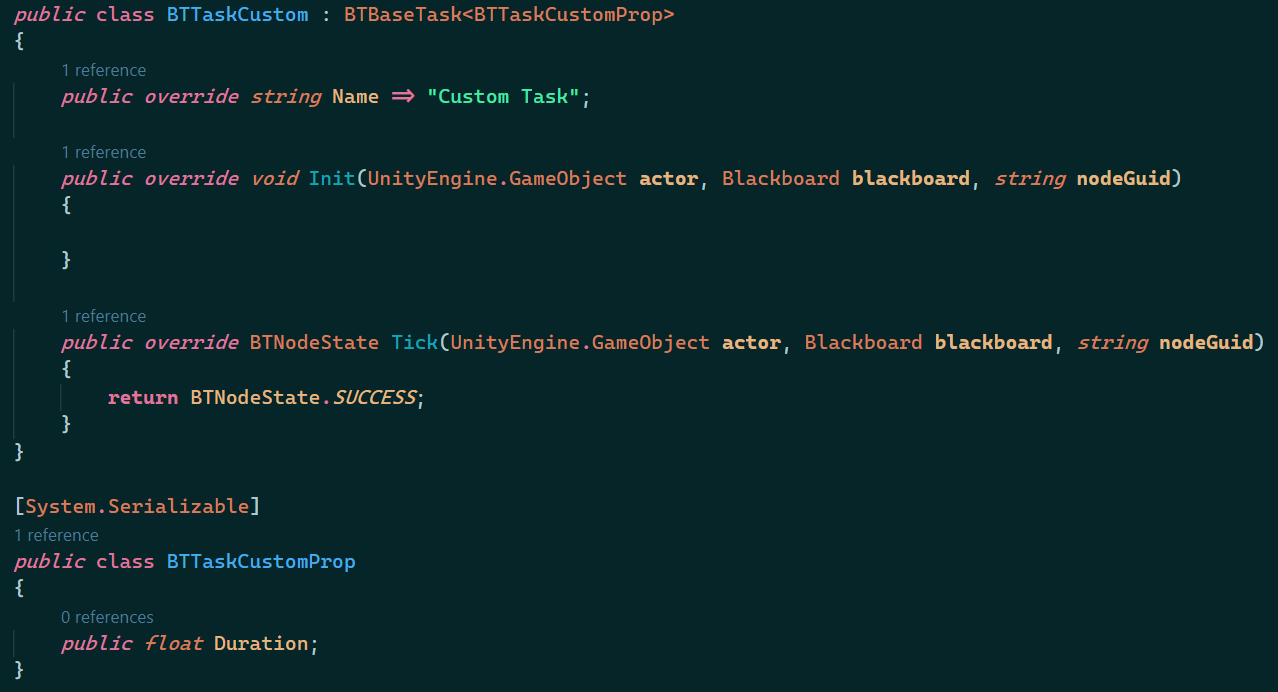 public class BTTaskCustom : BTBaseTask<BTTaskCustomProp>
{
1 reference
public override string Name => "Custom Task";
1 reference
public override void Init(UnityEngine.GameObject actor, Blackboard blackboard, string nodeGuid)
{
}
1 reference
public override BTNodeState Tick(UnityEngine.GameObject actor, Blackboard blackboard, string nodeGuid)
{
return BTNodeState.SUCCESS;
}
}
[System.Serializable]
1 reference
public class BTTaskCustomProp
{
0 references
public float Duration;
}